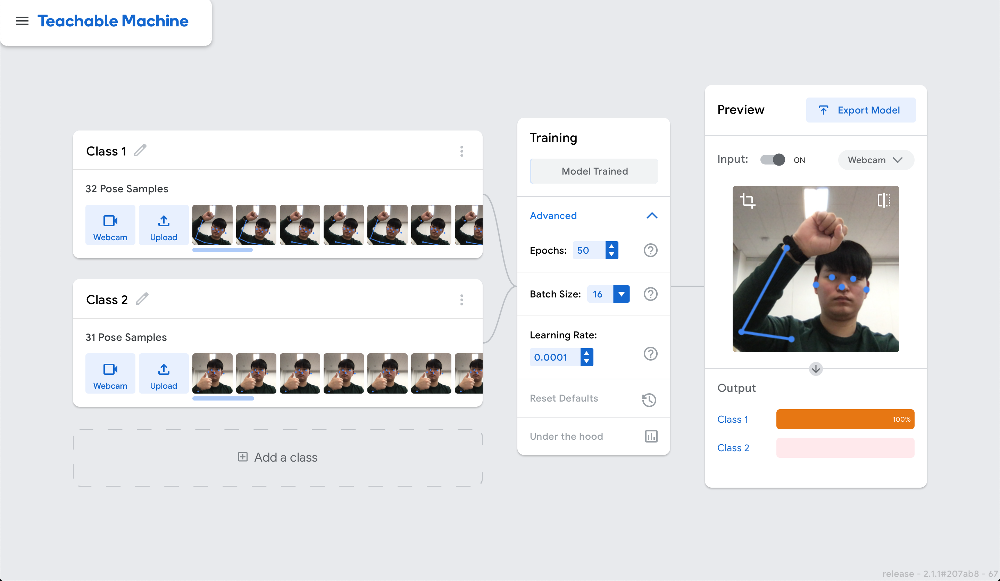 Teachable Machine
Class 1
32 Pose Samples
Webcam
Upload
Class 2
31 Pose Samples
Webcam
Upload
Add a class
Training
Model Trained
Advanced
Epochs: 50
Batch Size: 16
Learning Rate:
0.0001
Reset Defaults
Under the hood
Preview
Export Model
Input: ON Webcam
Output
Class 1 100%
Class 2
release - 2.1.1#207ab8 - 67